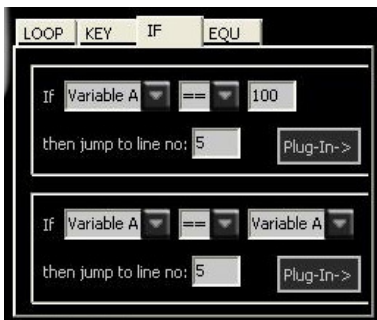 LOOP KEY IF EQU
If Variable A == 100
then jump to line no: 5 Plug-In->
If Variable A == Variable A
then jump to line no: 5 Plug-In->